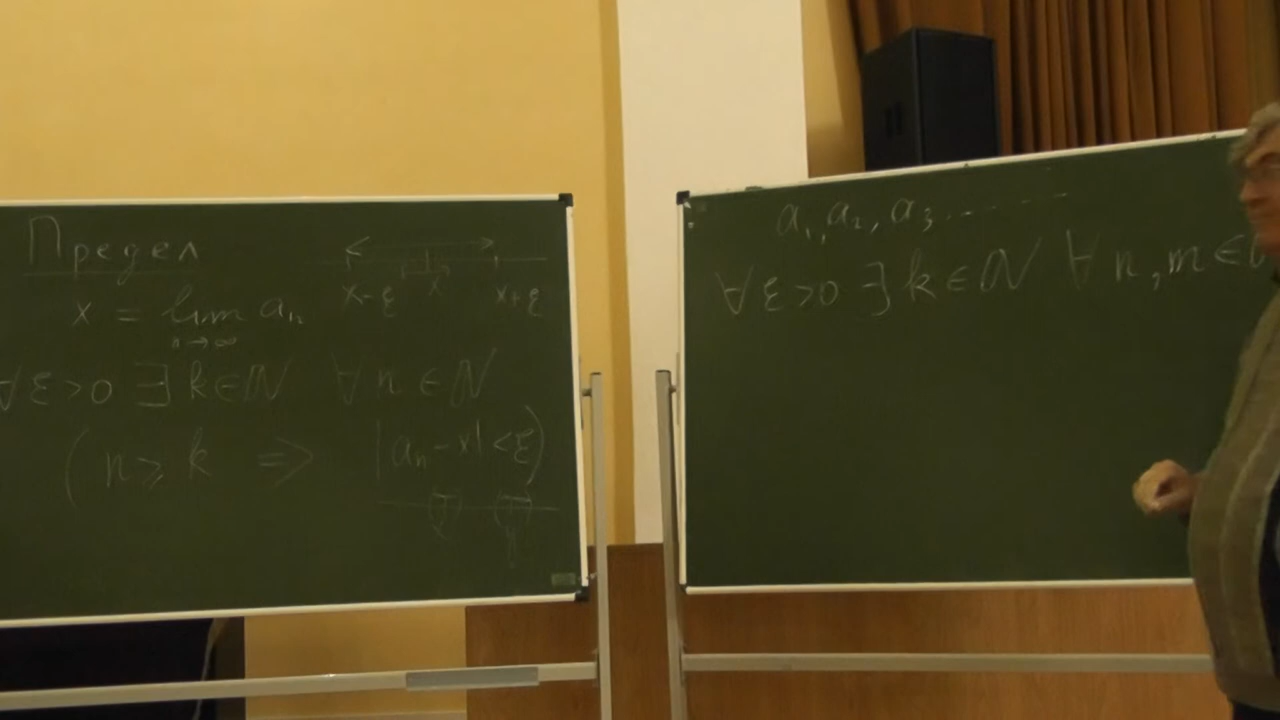 Предел
x-ε x x+ε
x = lim aₙ
n→∞
∀ε>0 ∃k∈ℕ ∀n∈ℕ
(n ≥ k ⇒ |aₙ-x|<ε)
a₁, a₂, a₃......
∀ε>0 ∃k∈ℕ ∀n,m∈